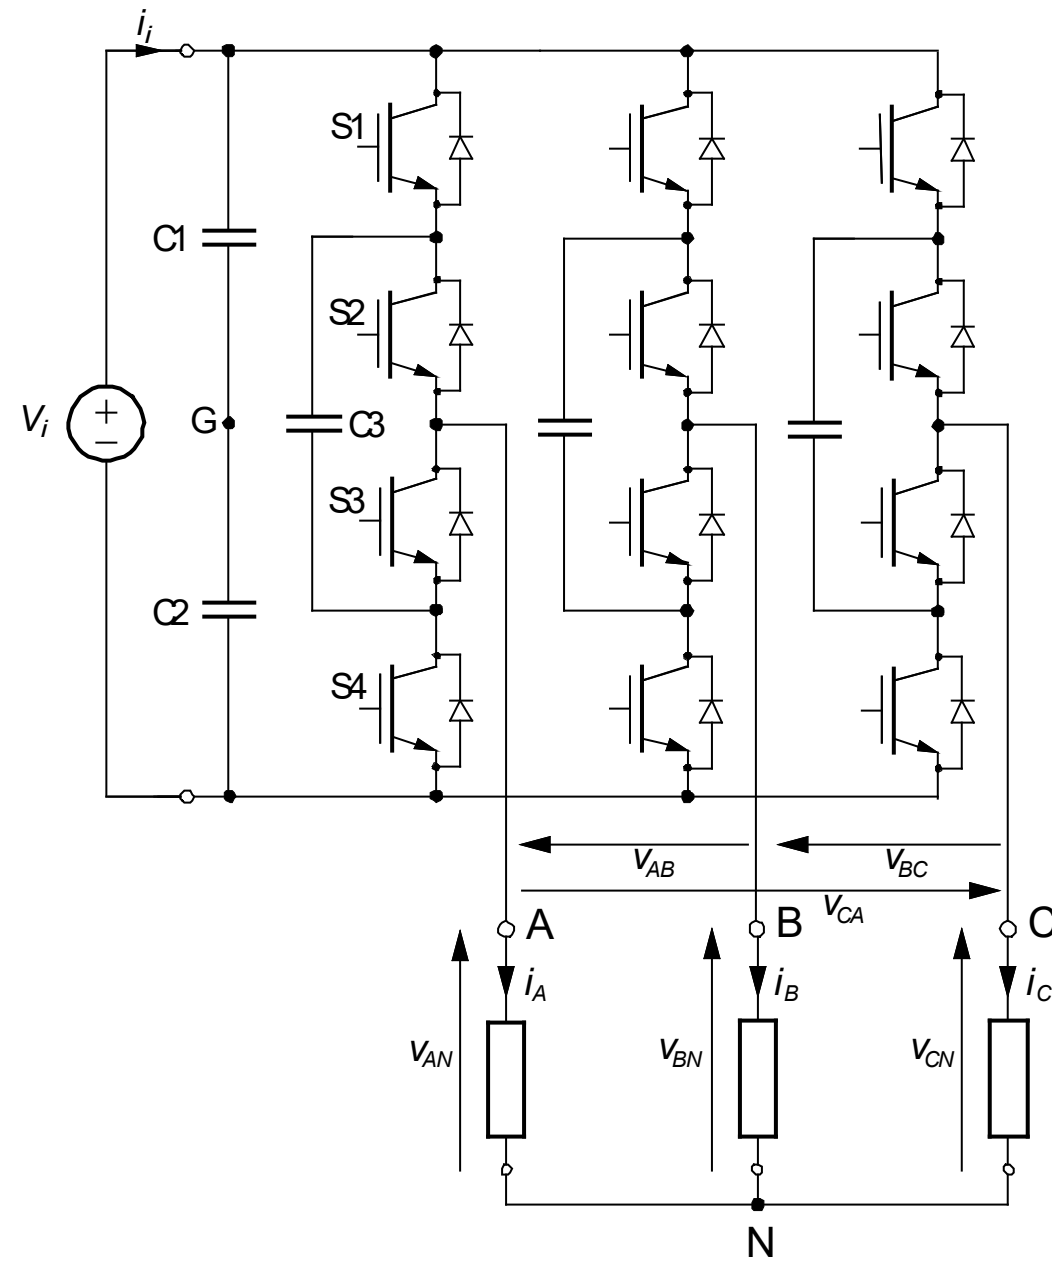 i_i
S1
C1
S2
V_i
G
C3
S3
C2
S4
v_AB
v_BC
v_CA
A
B
C
i_A
i_B
i_C
v_AN
v_BN
v_CN
N